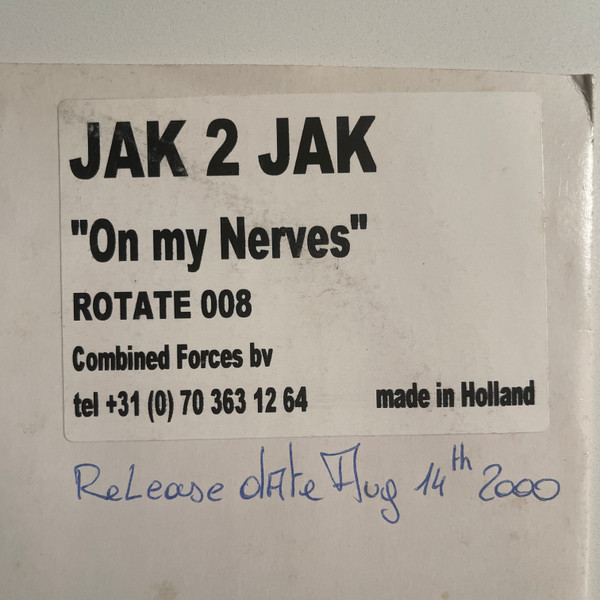 JAK 2 JAK
"On my Nerves"
ROTATE 008
Combined Forces bv
tel +31 (0) 70 363 12 64 made in Holland
Release date Aug 14th 2000